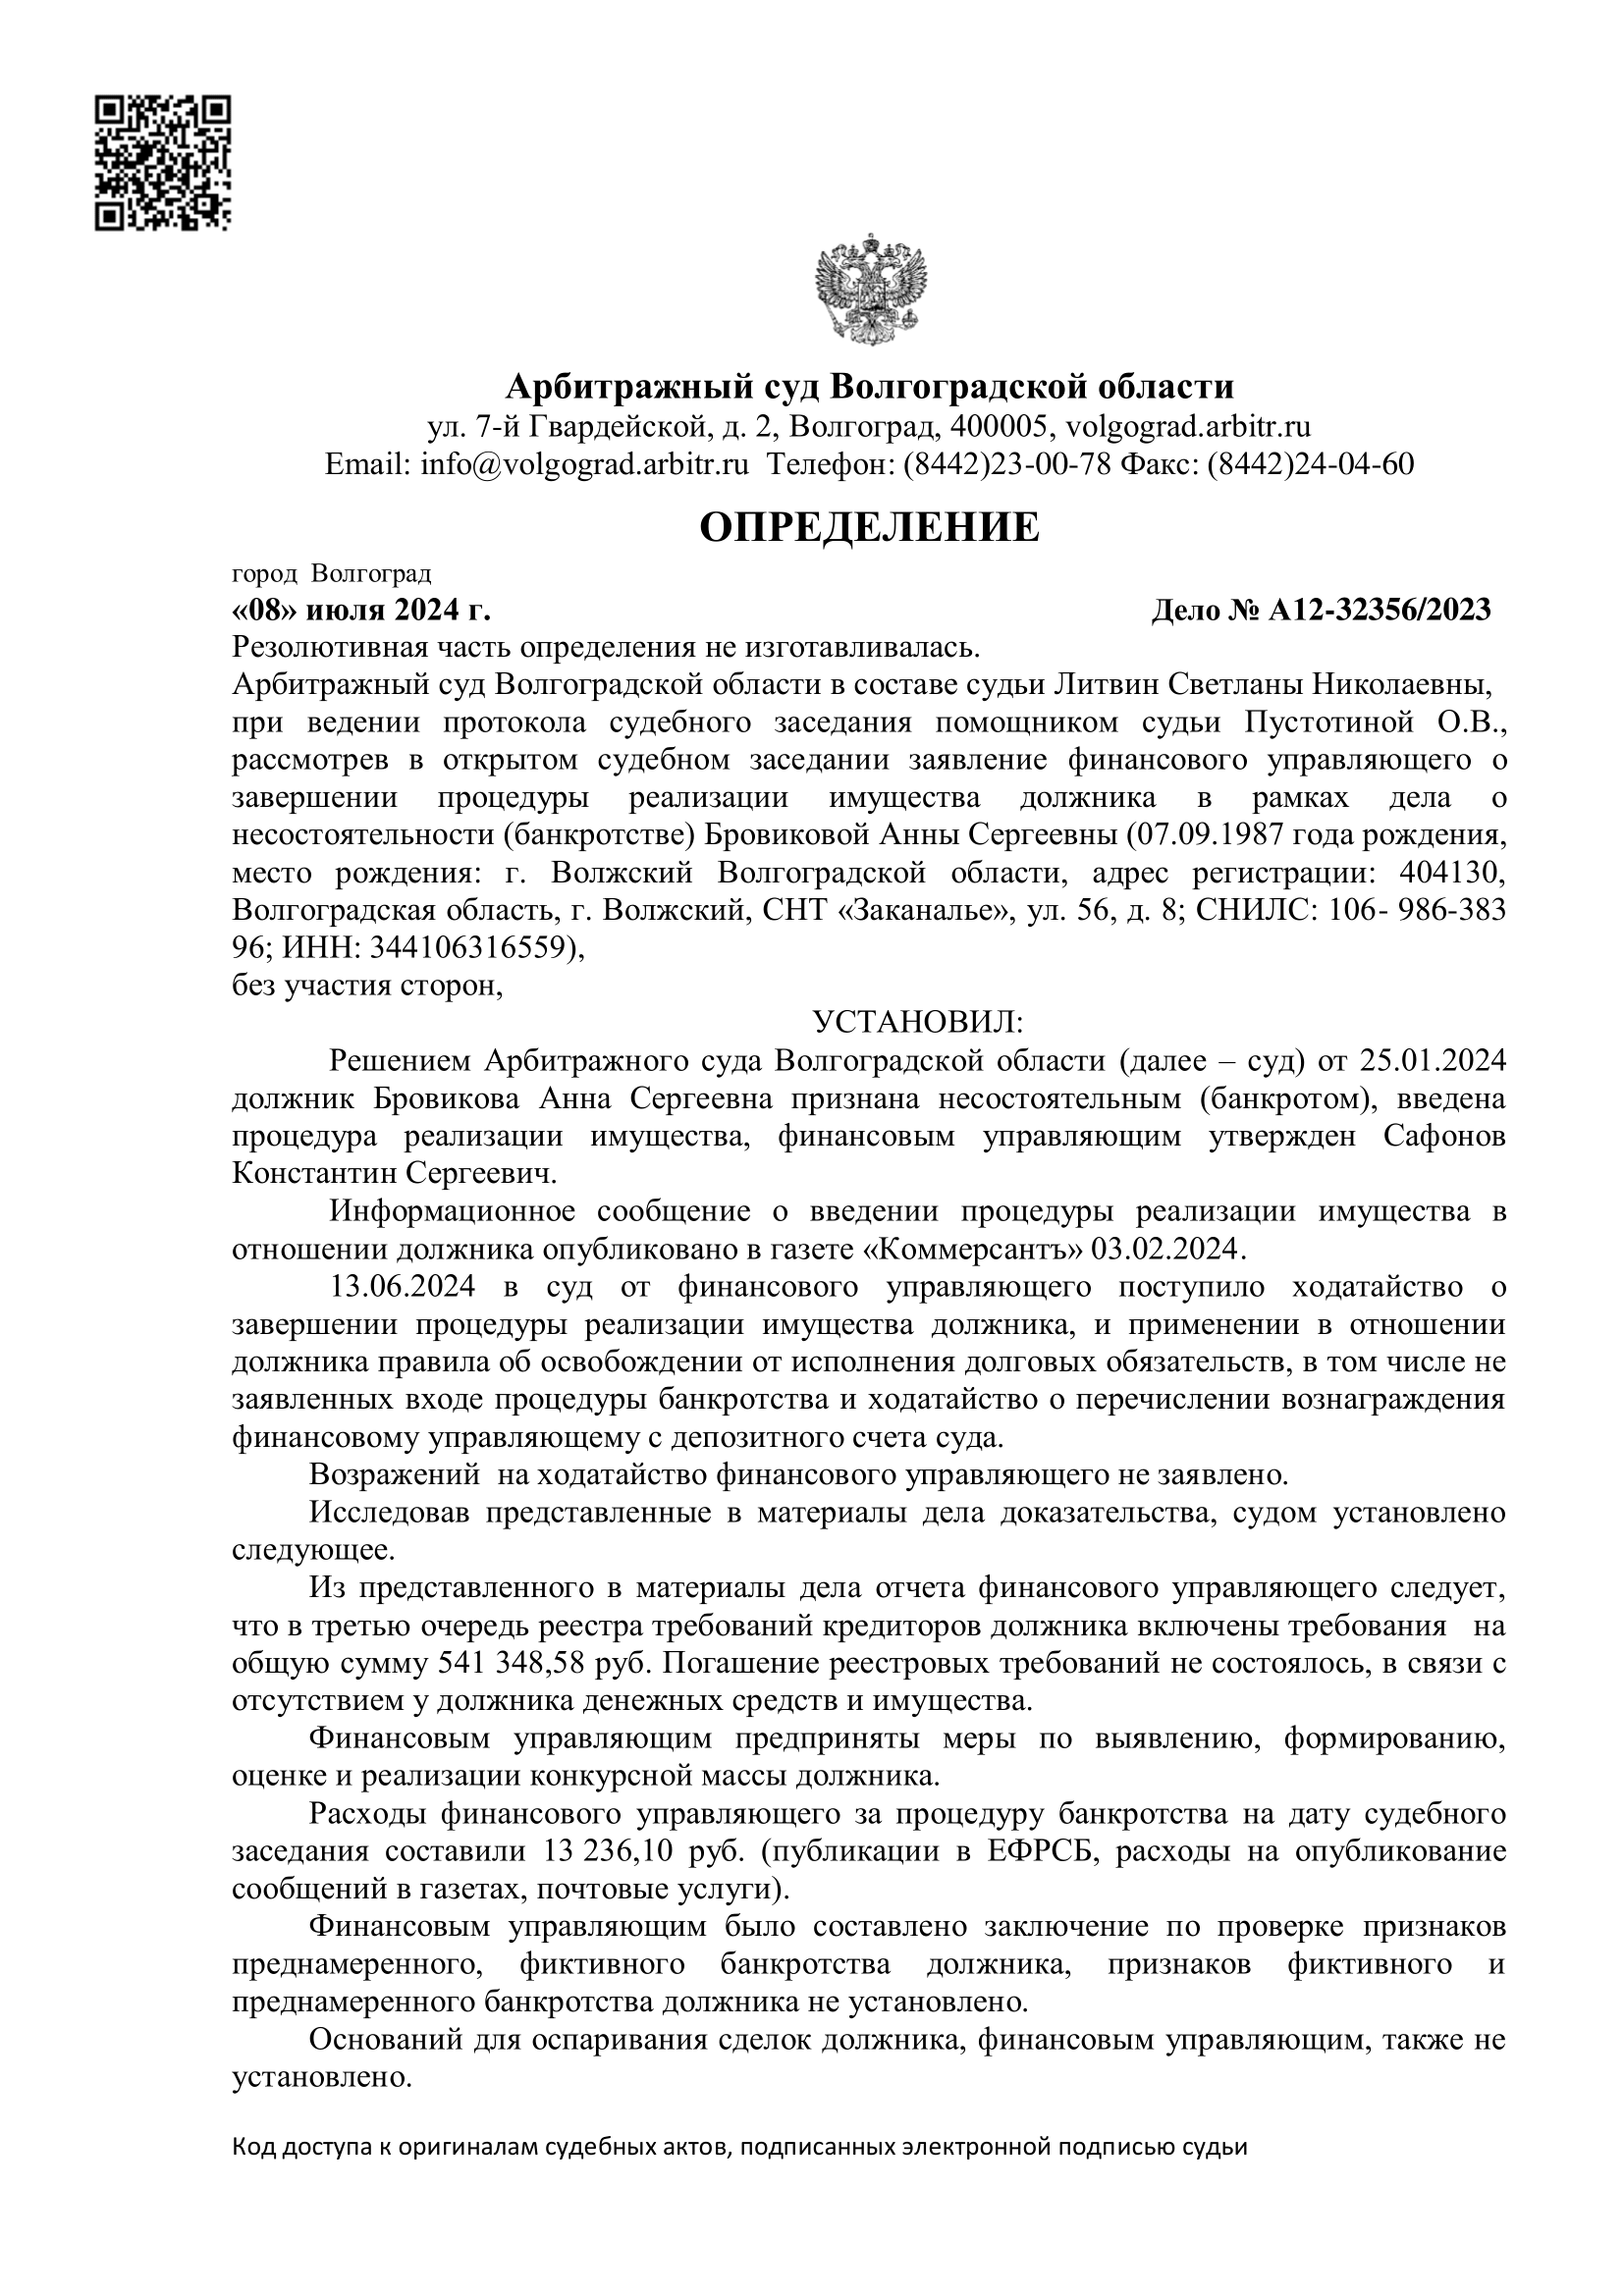 Арбитражный суд Волгоградской области
ул. 7-й Гвардейской, д. 2, Волгоград, 400005, volgograd.arbitr.ru
Email: info@volgograd.arbitr.ru Телефон: (8442)23-00-78 Факс: (8442)24-04-60
ОПРЕДЕЛЕНИЕ
город Волгоград
«08» июля 2024 г. Дело № А12-32356/2023
Резолютивная часть определения не изготавливалась.
Арбитражный суд Волгоградской области в составе судьи Литвин Светланы Николаевны,
при ведении протокола судебного заседания помощником судьи Пустотиной О.В.,
рассмотрев в открытом судебном заседании заявление финансового управляющего о
завершении процедуры реализации имущества должника в рамках дела о
несостоятельности (банкротстве) Бровиковой Анны Сергеевны (07.09.1987 года рождения,
место рождения: г. Волжский Волгоградской области, адрес регистрации: 404130,
Волгоградская область, г. Волжский, СНТ «Заканалье», ул. 56, д. 8; СНИЛС: 106- 986-383
96; ИНН: 344106316559),
без участия сторон,
УСТАНОВИЛ:
Решением Арбитражного суда Волгоградской области (далее – суд) от 25.01.2024
должник Бровикова Анна Сергеевна признана несостоятельным (банкротом), введена
процедура реализации имущества, финансовым управляющим утвержден Сафонов
Константин Сергеевич.
Информационное сообщение о введении процедуры реализации имущества в
отношении должника опубликовано в газете «Коммерсантъ» 03.02.2024.
13.06.2024 в суд от финансового управляющего поступило ходатайство о
завершении процедуры реализации имущества должника, и применении в отношении
должника правила об освобождении от исполнения долговых обязательств, в том числе не
заявленных входе процедуры банкротства и ходатайство о перечислении вознаграждения
финансовому управляющему с депозитного счета суда.
Возражений на ходатайство финансового управляющего не заявлено.
Исследовав представленные в материалы дела доказательства, судом установлено
следующее.
Из представленного в материалы дела отчета финансового управляющего следует,
что в третью очередь реестра требований кредиторов должника включены требования на
общую сумму 541 348,58 руб. Погашение реестровых требований не состоялось, в связи с
отсутствием у должника денежных средств и имущества.
Финансовым управляющим предприняты меры по выявлению, формированию,
оценке и реализации конкурсной массы должника.
Расходы финансового управляющего за процедуру банкротства на дату судебного
заседания составили 13 236,10 руб. (публикации в ЕФРСБ, расходы на опубликование
сообщений в газетах, почтовые услуги).
Финансовым управляющим было составлено заключение по проверке признаков
преднамеренного, фиктивного банкротства должника, признаков фиктивного и
преднамеренного банкротства должника не установлено.
Оснований для оспаривания сделок должника, финансовым управляющим, также не
установлено.
Код доступа к оригиналам судебных актов, подписанных электронной подписью судьи